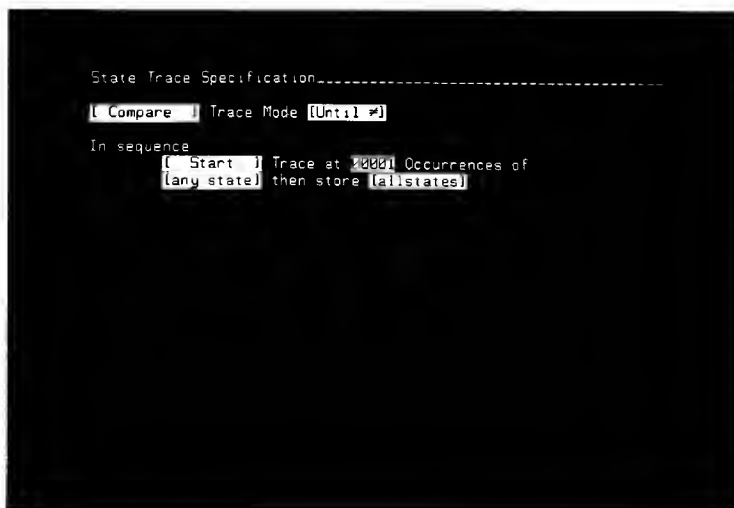 State Trace Specification
[ Compare ] Trace Mode [Until ≠]
In sequence
[ Start ] Trace at 00001 Occurrences of
[any state] then store [allstates]